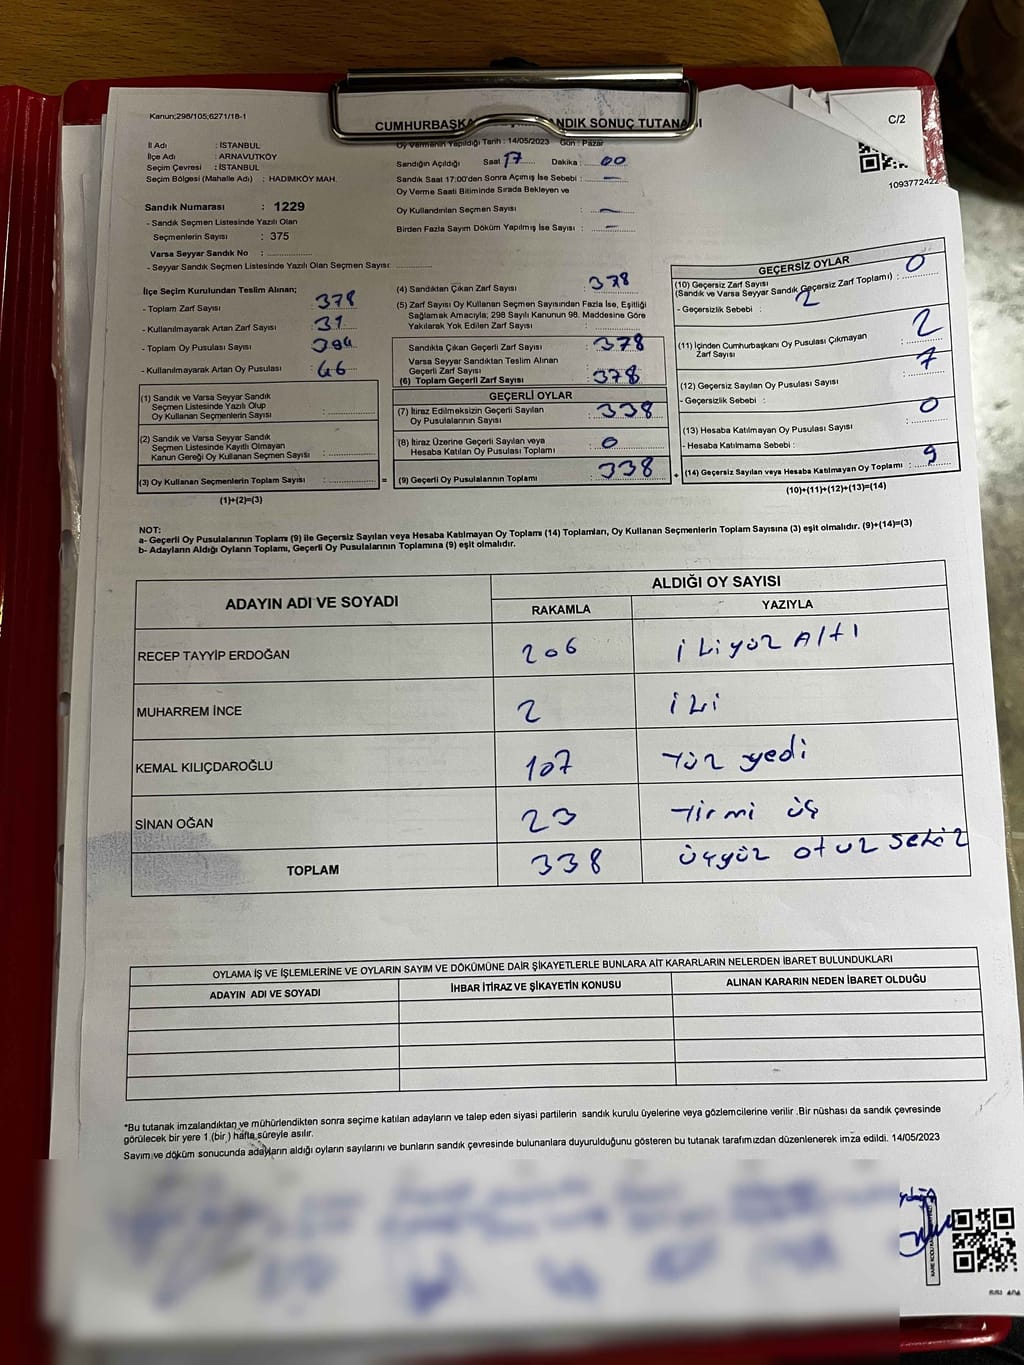 Kanun;298/105;6271/18-1
C/2
CUMHURBAŞKA
ANDIK SONUÇ TUTANAĞI
İl Adı : İSTANBUL
İlçe Adı : ARNAVUTKÖY
Seçim Çevresi : İSTANBUL
Seçim Bölgesi (Mahalle Adı) : HADIMKÖY MAH.
Oy Vermenin Yapıldığı Tarih : 14/05/2023 Gün : Pazar
Sandığın Açıldığı Saat 17 Dakika : 00
Sandık Saat 17:00'den Sonra Açılmış İse Sebebi : —
Oy Verme Saati Bitiminde Sırada Bekleyen ve
Oy Kullandırılan Seçmen Sayısı : —
Birden Fazla Sayım Döküm Yapılmış İse Sayısı : —
1093772422
Sandık Numarası : 1229
- Sandık Seçmen Listesinde Yazılı Olan
Seçmenlerin Sayısı : 375
Varsa Seyyar Sandık No :
- Seyyar Sandık Seçmen Listesinde Yazılı Olan Seçmen Sayısı:
İlçe Seçim Kurulundan Teslim Alınan;
- Toplam Zarf Sayısı : 378
- Kullanılmayarak Artan Zarf Sayısı : 31
- Toplam Oy Pusulası Sayısı :
- Kullanılmayarak Artan Oy Pusulası : 46
(1) Sandık ve Varsa Seyyar Sandık
Seçmen Listesinde Yazılı Olup
Oy Kullanan Seçmenlerin Sayısı :
(2) Sandık ve Varsa Seyyar Sandık
Seçmen Listesinde Kayıtlı Olmayan
Kanun Gereği Oy Kullanan Seçmen Sayısı :
(3) Oy Kullanan Seçmenlerin Toplam Sayısı :
(1)+(2)=(3)
(4) Sandıktan Çıkan Zarf Sayısı : 378
(5) Zarf Sayısı Oy Kullanan Seçmen Sayısından Fazla İse, Eşitliği
Sağlamak Amacıyla; 298 Sayılı Kanunun 98. Maddesine Göre
Yakılarak Yok Edilen Zarf Sayısı :
Sandıkta Çıkan Geçerli Zarf Sayısı : 378
Varsa Seyyar Sandıktan Teslim Alınan
Geçerli Zarf Sayısı :
(6) Toplam Geçerli Zarf Sayısı : 378
GEÇERLİ OYLAR
(7) İtiraz Edilmeksizin Geçerli Sayılan
Oy Pusulalarının Sayısı : 338
(8) İtiraz Üzerine Geçerli Sayılan veya
Hesaba Katılan Oy Pusulası Toplamı : 0
= (9) Geçerli Oy Pusulalarının Toplamı : 338 +
GEÇERSİZ OYLAR
(10) Geçersiz Zarf Sayısı
(Sandık ve Varsa Seyyar Sandık Geçersiz Zarf Toplamı) : 0
- Geçersizlik Sebebi : 2
(11) İçinden Cumhurbaşkanı Oy Pusulası Çıkmayan
Zarf Sayısı : 2
(12) Geçersiz Sayılan Oy Pusulası Sayısı : 7
- Geçersizlik Sebebi :
(13) Hesaba Katılmayan Oy Pusulası Sayısı : 0
- Hesaba Katılmama Sebebi :
(14) Geçersiz Sayılan veya Hesaba Katılmayan Oy Toplamı : 9
(10)+(11)+(12)+(13)=(14)
NOT:
a- Geçerli Oy Pusulalarının Toplamı (9) ile Geçersiz Sayılan veya Hesaba Katılmayan Oy Toplamı (14) Toplamları, Oy Kullanan Seçmenlerin Toplam Sayısına (3) eşit olmalıdır. (9)+(14)=(3)
b- Adayların Aldığı Oyların Toplamı, Geçerli Oy Pusulalarının Toplamına (9) eşit olmalıdır.
ADAYIN ADI VE SOYADI ALDIĞI OY SAYISI
RAKAMLA YAZIYLA
RECEP TAYYİP ERDOĞAN 206 ikiyüz Altı
MUHARREM İNCE 2 iki
KEMAL KILIÇDAROĞLU 107 Yüz yedi
SİNAN OĞAN 23 Yirmi üç
TOPLAM 338 üçyüz otuz sekiz
OYLAMA İŞ VE İŞLEMLERİNE VE OYLARIN SAYIM VE DÖKÜMÜNE DAİR ŞİKAYETLERLE BUNLARA AİT KARARLARIN NELERDEN İBARET BULUNDUKLARI
ADAYIN ADI VE SOYADI İHBAR İTİRAZ VE ŞİKAYETİN KONUSU ALINAN KARARIN NEDEN İBARET OLDUĞU
*Bu tutanak imzalandıktan ve mühürlendikten sonra seçime katılan adayların ve talep eden siyasi partilerin sandık kurulu üyelerine veya gözlemcilerine verilir .Bir nüshası da sandık çevresinde
görülecek bir yere 1 (bir ) hafta süreyle asılır.
Sayım ve döküm sonucunda adayların aldığı oyların sayılarını ve bunların sandık çevresinde bulunanlara duyurulduğunu gösteren bu tutanak tarafımızdan düzenlenerek imza edildi. 14/05/2023